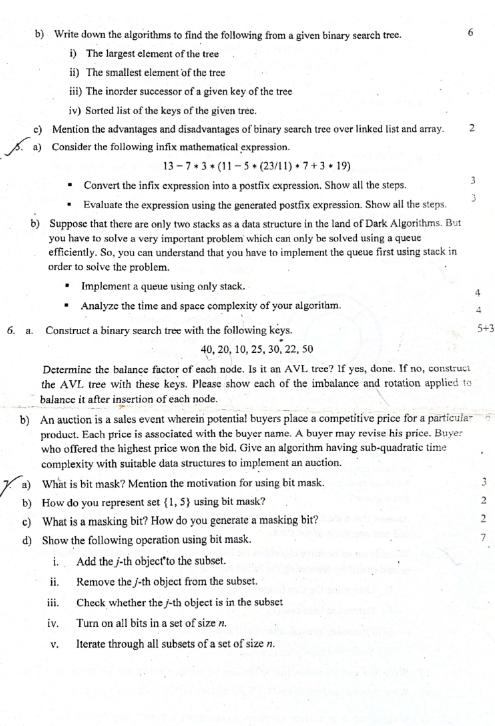 b) Write down the algorithms to find the following from a given binary search tree. 6
i) The largest element of the tree
ii) The smallest element of the tree
iii) The inorder successor of a given key of the tree
iv) Sorted list of the keys of the given tree.
c) Mention the advantages and disadvantages of binary search tree over linked list and array. 2
5. a) Consider the following infix mathematical expression.
13 – 7 * 3 * (11 – 5 * (23/11) * 7 + 3 * 19)
▪ Convert the infix expression into a postfix expression. Show all the steps. 3
▪ Evaluate the expression using the generated postfix expression. Show all the steps. 3
b) Suppose that there are only two stacks as a data structure in the land of Dark Algorithms. But
you have to solve a very important problem which can only be solved using a queue
efficiently. So, you can understand that you have to implement the queue first using stack in
order to solve the problem.
▪ Implement a queue using only stack. 4
▪ Analyze the time and space complexity of your algorithm. 4
6. a. Construct a binary search tree with the following keys. 5+3
40, 20, 10, 25, 30, 22, 50
Determine the balance factor of each node. Is it an AVL tree? If yes, done. If no, construct
the AVL tree with these keys. Please show each of the imbalance and rotation applied to
balance it after insertion of each node.
b) An auction is a sales event wherein potential buyers place a competitive price for a particular 6
product. Each price is associated with the buyer name. A buyer may revise his price. Buyer
who offered the highest price won the bid. Give an algorithm having sub-quadratic time
complexity with suitable data structures to implement an auction.
7. a) What is bit mask? Mention the motivation for using bit mask. 3
b) How do you represent set {1, 5} using bit mask? 2
c) What is a masking bit? How do you generate a masking bit? 2
d) Show the following operation using bit mask. 7
i. Add the j-th object to the subset.
ii. Remove the j-th object from the subset.
iii. Check whether the j-th object is in the subset
iv. Turn on all bits in a set of size n.
v. Iterate through all subsets of a set of size n.